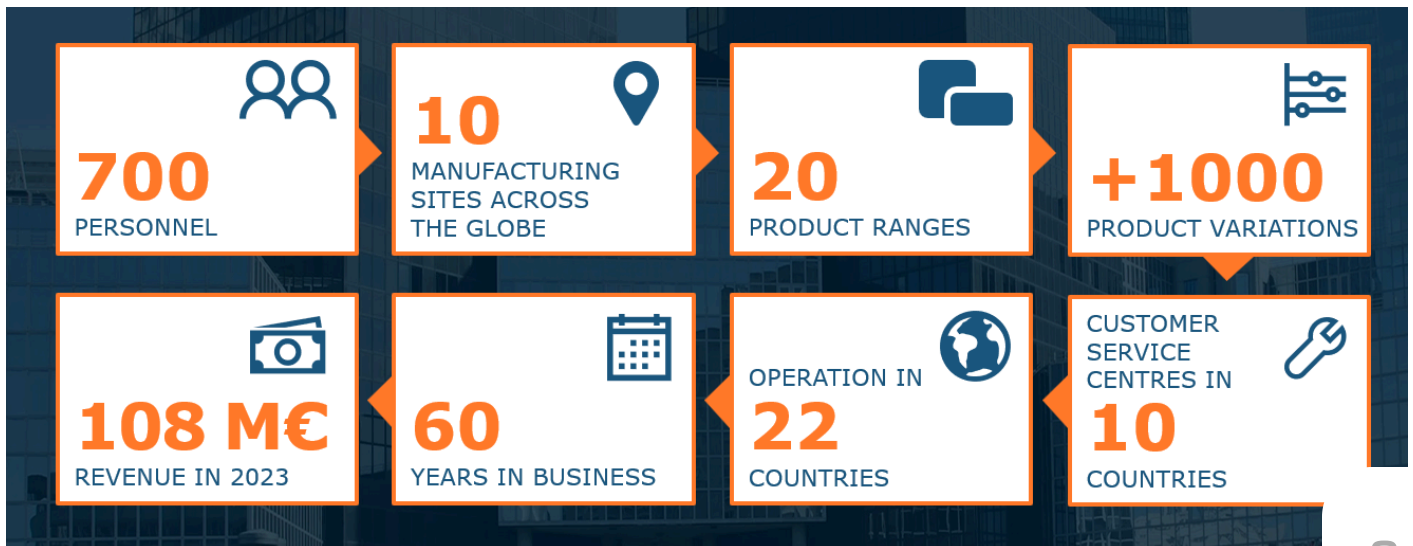 700
PERSONNEL
10
MANUFACTURING
SITES ACROSS
THE GLOBE
20
PRODUCT RANGES
+1000
PRODUCT VARIATIONS
CUSTOMER
SERVICE
CENTRES IN
10
COUNTRIES
OPERATION IN
22
COUNTRIES
60
YEARS IN BUSINESS
108 M€
REVENUE IN 2023